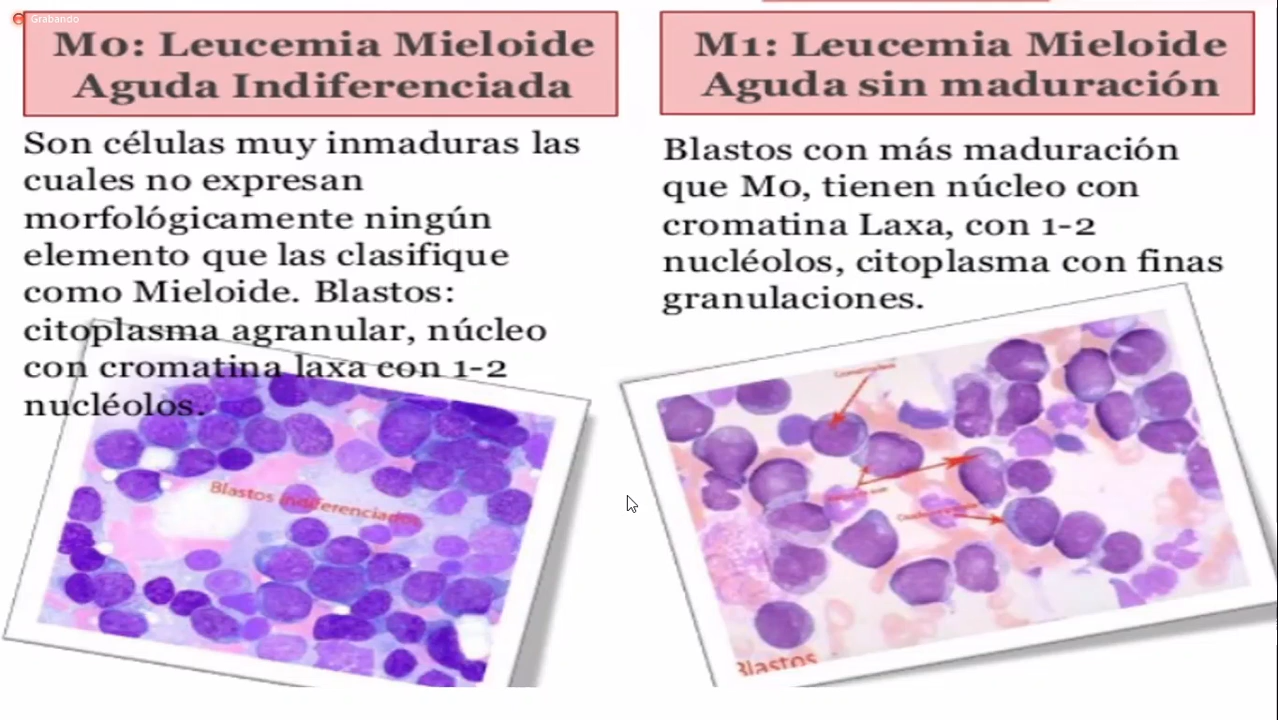 Grabando
M0: Leucemia Mieloide
Aguda Indiferenciada
Son células muy inmaduras las
cuales no expresan
morfológicamente ningún
elemento que las clasifique
como Mieloide. Blastos:
citoplasma agranular, núcleo
con cromatina laxa con 1-2
nucléolos.
Blastos indiferenciados
M1: Leucemia Mieloide
Aguda sin maduración
Blastos con más maduración
que M0, tienen núcleo con
cromatina Laxa, con 1-2
nucléolos, citoplasma con finas
granulaciones.
Blastos